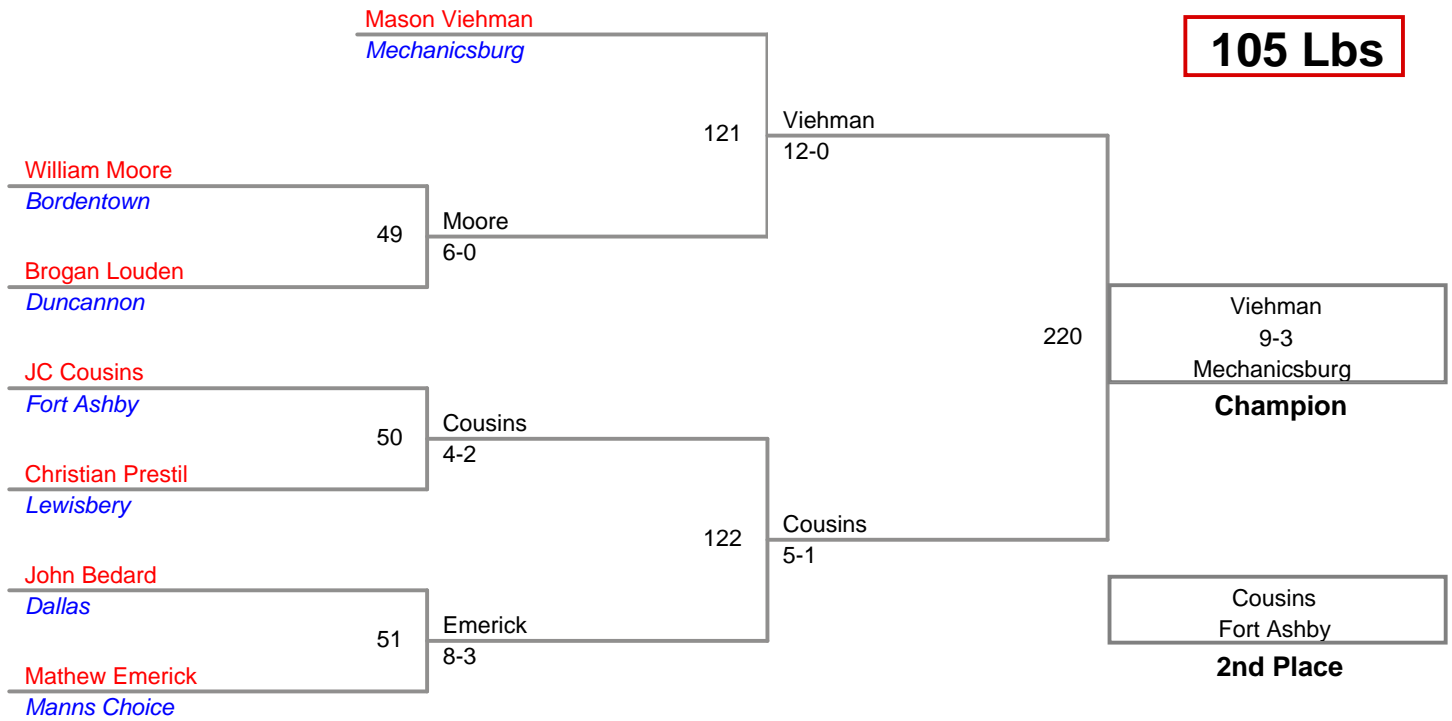 Mason Viehman
Mechanicsburg
105 Lbs
121
Viehman
12-0
William Moore
Bordentown
49
Moore
6-0
Brogan Louden
Duncannon
220
Viehman
9-3
Mechanicsburg
Champion
JC Cousins
Fort Ashby
50
Cousins
4-2
Christian Prestil
Lewisbery
122
Cousins
5-1
John Bedard
Dallas
51
Emerick
8-3
Mathew Emerick
Manns Choice
Cousins
Fort Ashby
2nd Place